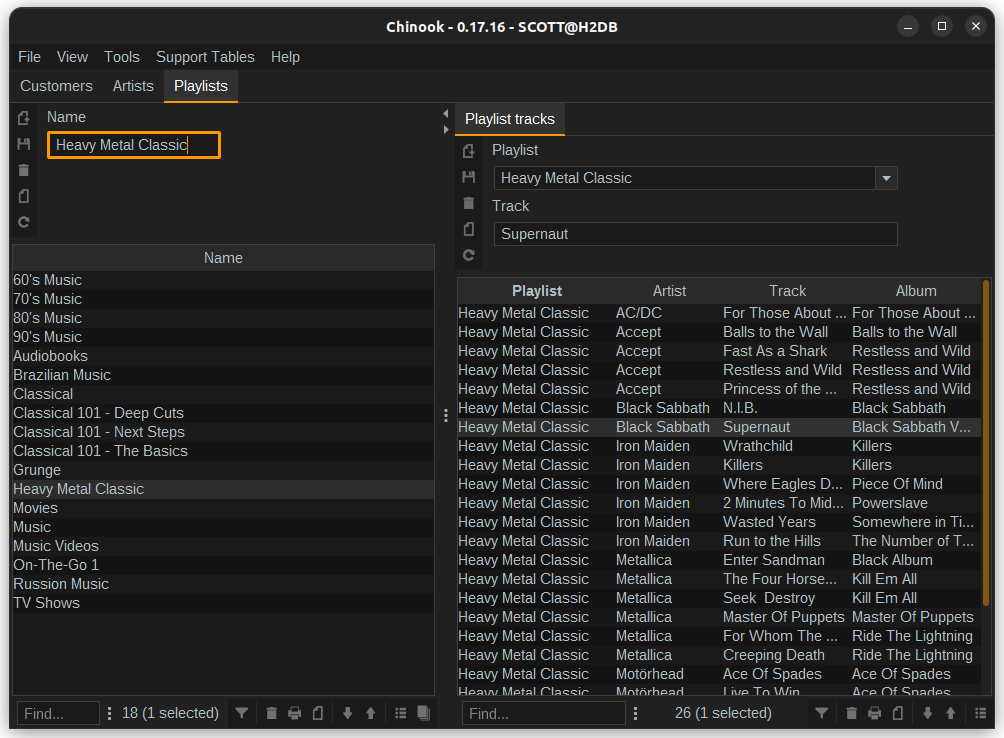 Chinook - 0.17.16 - SCOTT@H2DB
File View Tools Support Tables Help
Customers Artists Playlists
Name
Heavy Metal Classic
Name
60's Music
70's Music
80's Music
90's Music
Audiobooks
Brazilian Music
Classical
Classical 101 - Deep Cuts
Classical 101 - Next Steps
Classical 101 - The Basics
Grunge
Heavy Metal Classic
Movies
Music
Music Videos
On-The-Go 1
Russion Music
TV Shows
Find... 18 (1 selected)
Playlist tracks
Playlist
Heavy Metal Classic
Track
Supernaut
Playlist Artist Track Album
Heavy Metal Classic AC/DC For Those About ... For Those About ...
Heavy Metal Classic Accept Balls to the Wall Balls to the Wall
Heavy Metal Classic Accept Fast As a Shark Restless and Wild
Heavy Metal Classic Accept Restless and Wild Restless and Wild
Heavy Metal Classic Accept Princess of the ... Restless and Wild
Heavy Metal Classic Black Sabbath N.I.B. Black Sabbath
Heavy Metal Classic Black Sabbath Supernaut Black Sabbath V...
Heavy Metal Classic Iron Maiden Wrathchild Killers
Heavy Metal Classic Iron Maiden Killers Killers
Heavy Metal Classic Iron Maiden Where Eagles D... Piece Of Mind
Heavy Metal Classic Iron Maiden 2 Minutes To Mid... Powerslave
Heavy Metal Classic Iron Maiden Wasted Years Somewhere in Ti...
Heavy Metal Classic Iron Maiden Run to the Hills The Number of T...
Heavy Metal Classic Metallica Enter Sandman Black Album
Heavy Metal Classic Metallica The Four Horse... Kill Em All
Heavy Metal Classic Metallica Seek  Destroy Kill Em All
Heavy Metal Classic Metallica Master Of Puppets Master Of Puppets
Heavy Metal Classic Metallica For Whom The ... Ride The Lightning
Heavy Metal Classic Metallica Creeping Death Ride The Lightning
Heavy Metal Classic Motörhead Ace Of Spades Ace Of Spades
Heavy Metal Classic Motörhead Live To Win Ace Of Spades
Find... 26 (1 selected)